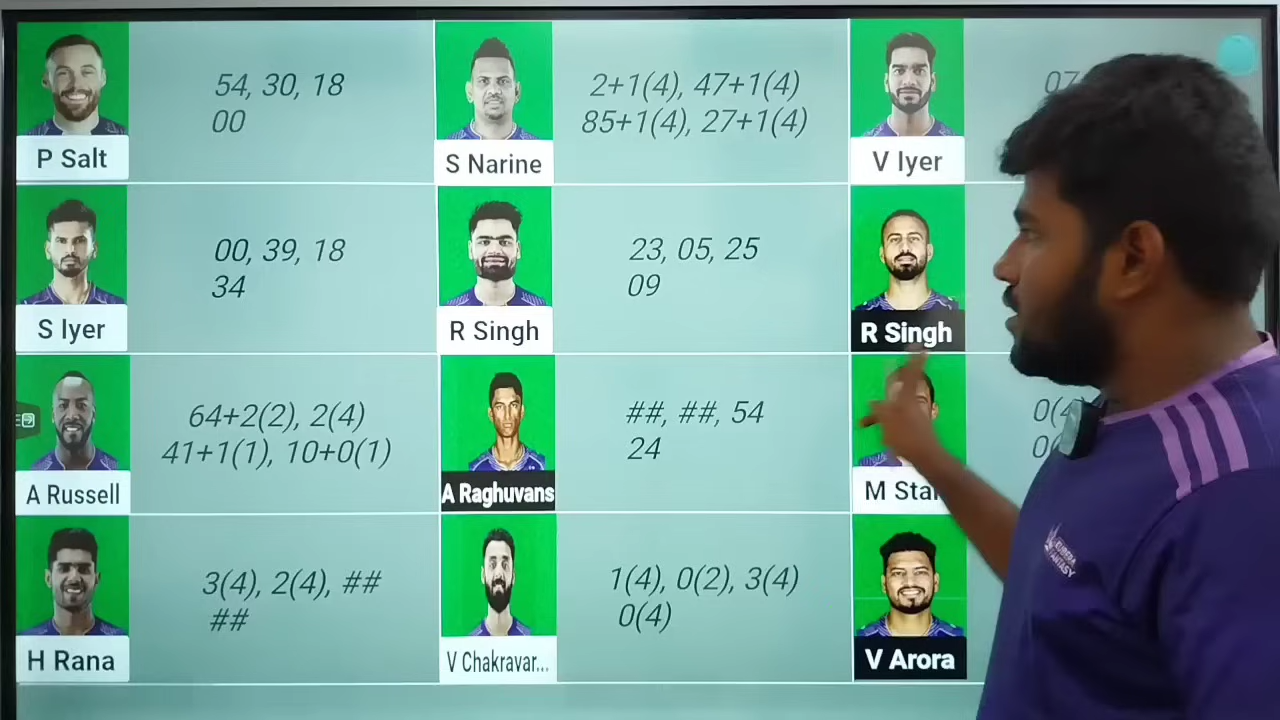 54, 30, 18
00
P Salt
2+1(4), 47+1(4)
85+1(4), 27+1(4)
S Narine
07
V Iyer
00, 39, 18
34
S Iyer
23, 05, 25
09
R Singh
R Singh
64+2(2), 2(4)
41+1(1), 10+0(1)
A Russell
##, ##, 54
24
A Raghuvans
0(4)
M Star
3(4), 2(4), ##
##
H Rana
1(4), 0(2), 3(4)
0(4)
V Chakravar...
V Arora
KUBERA
FANTASY